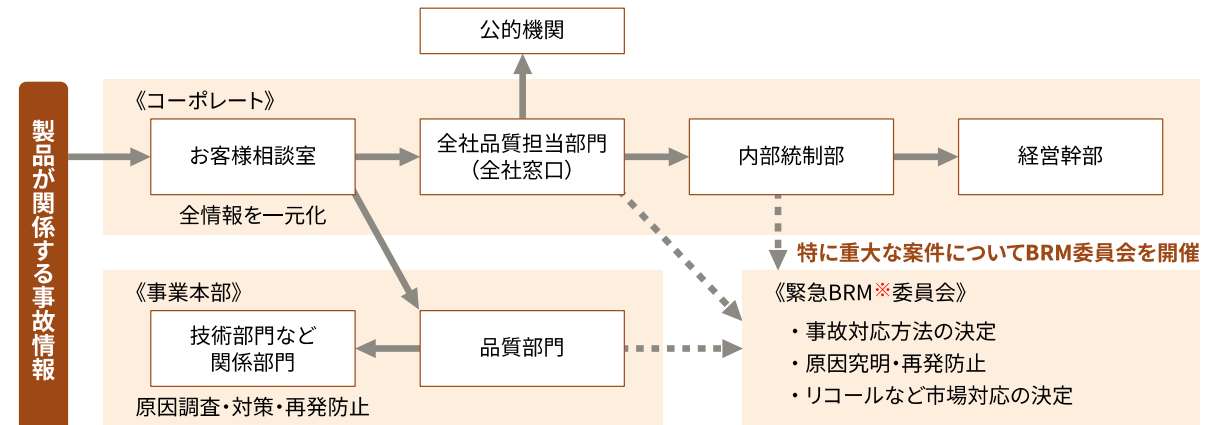 公的機関
製品が関係する事故情報
《コーポレート》
お客様相談室
全社品質担当部門
（全社窓口）
内部統制部
経営幹部
全情報を一元化
特に重大な案件についてBRM委員会を開催
《事業本部》
技術部門など
関係部門
品質部門
原因調査・対策・再発防止
《緊急BRM※委員会》
・事故対応方法の決定
・原因究明・再発防止
・リコールなど市場対応の決定